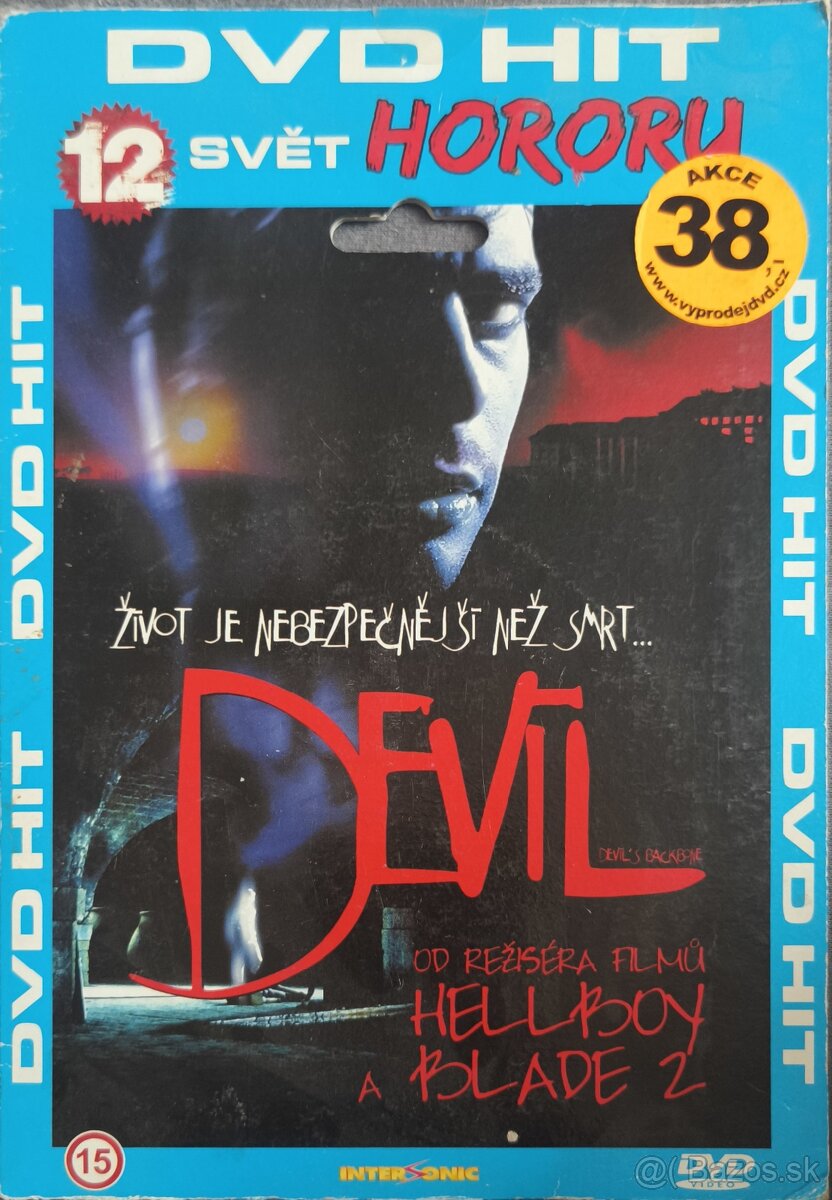 DVD HIT
12 SVĚT HORORU
AKCE
38,-
www.vyprodejdvd.cz
DVD HIT
DVD HIT
DVD HIT
DVD HIT
ŽIVOT JE NEBEZPEČNĚJŠÍ NEŽ SMRT...
DEVIL
DEVIL'S BACKBONE
OD REŽISÉRA FILMŮ
HELLBOY
A BLADE 2
15
INTERSONIC
DVD
VIDEO
@( Bazos.sk